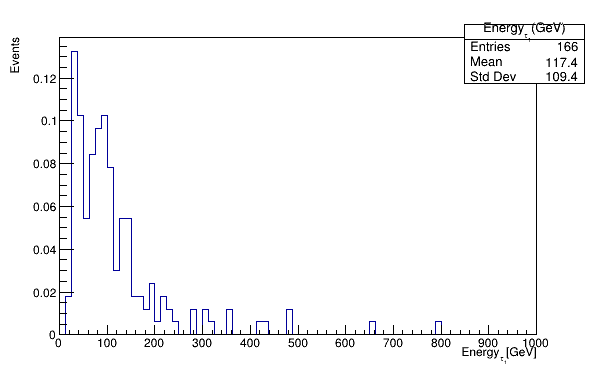 Energy_τ₁(GeV)
Entries 166
Mean 117.4
Std Dev 109.4
Events
0.12
0.1
0.08
0.06
0.04
0.02
0
0 100 200 300 400 500 600 700 800 900 1000
Energy_τ₁[GeV]